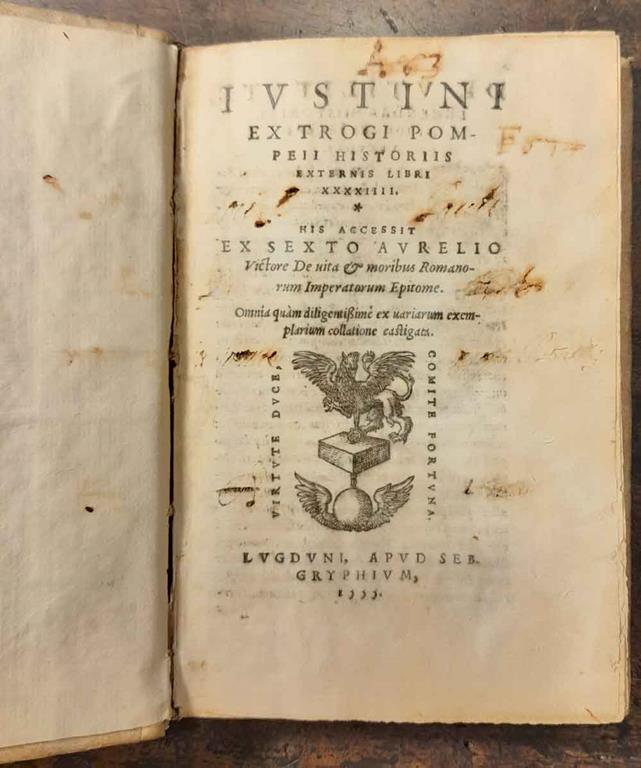 IVSTINI
EX TROGI POM-
PEII HISTORIIS
EXTERNIS LIBRI
XXXXIIII.
*
HIS ACCESSIT
EX SEXTO AVRELIO
Victore De uita & moribus Romano-
rum Imperatorum Epitome.
Omnia quàm diligentißimè ex uariarum exem-
plarium collatione castigata.
VIRTVTE DVCE,
COMITE FORTVNA.
LVGDVNI, APVD SEB.
GRYPHIVM,
1555.